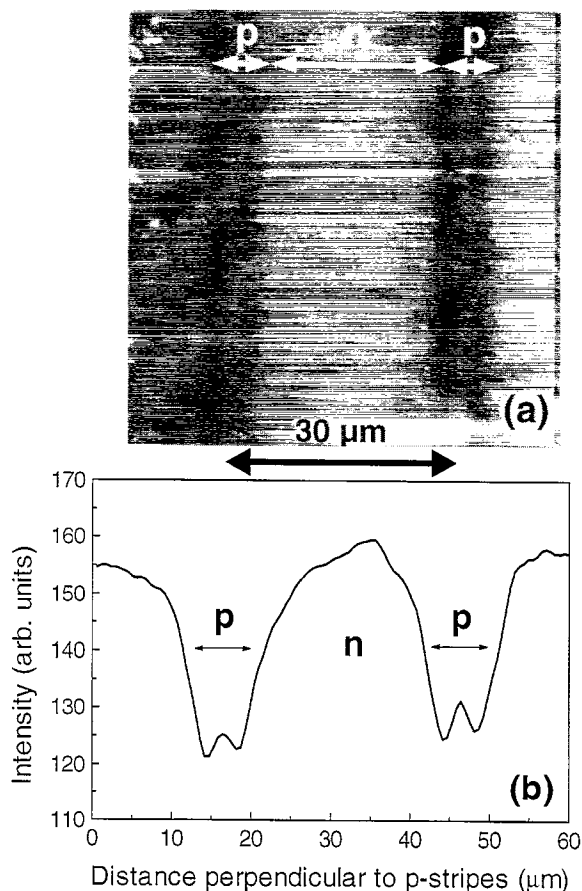 p n p
(a)
30 µm
170
160
150
140
130
120
110
Intensity (arb. units)
p n p
(b)
0 10 20 30 40 50 60
Distance perpendicular to p-stripes (µm)